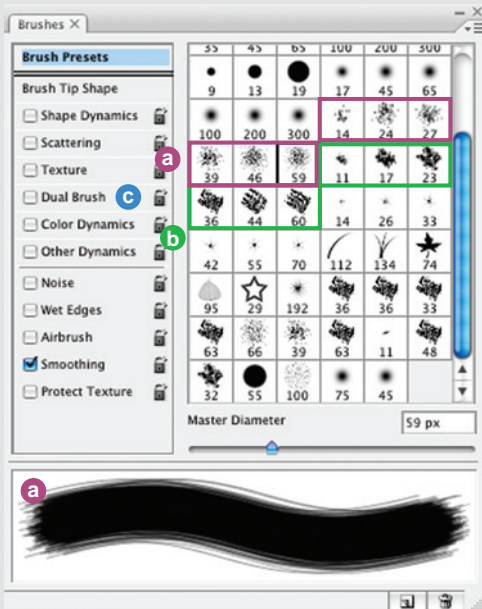 Brushes ×
Brush Presets
Brush Tip Shape
Shape Dynamics
Scattering
Texture
a
Dual Brush
c
Color Dynamics
b
Other Dynamics
Noise
Wet Edges
Airbrush
Smoothing
Protect Texture
35 45 65 100 200 300
9 13 19 17 45 65
100 200 300 14 24 27
39 46 59 11 17 23
36 44 60 14 26 33
42 55 70 112 134 74
95 29 192 36 36 33
63 66 39 63 11 48
32 55 100 75 45
Master Diameter
59 px
a